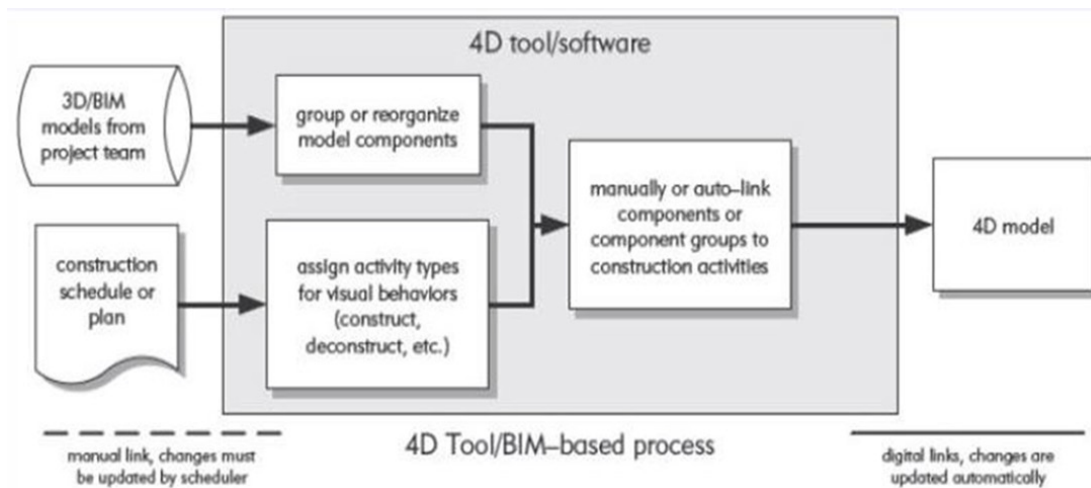 4D tool/software
3D/BIM
models from
project team
group or reorganize
model components
construction
schedule or
plan
assign activity types
for visual behaviors
(construct,
deconstruct, etc.)
manually or auto–link
components or
component groups to
construction activities
4D model
manual link, changes must
be updated by scheduler
4D Tool/BIM–based process
digital links, changes are
updated automatically